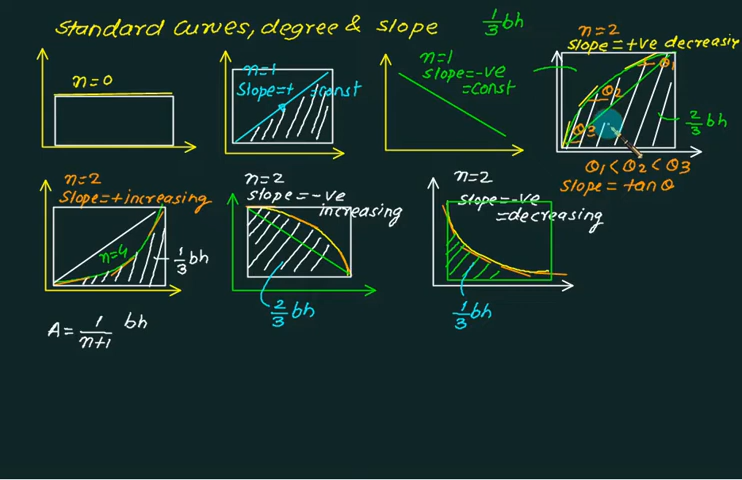 Standard Curves, degree & slope
1/3 bh
n=0
n=1
slope=+ =const
n=1
slope=-ve
=const
n=2
slope=+ve decreasin
θ1
θ2
θ3
2/3 bh
θ1 < θ2 < θ3
slope = tan θ
n=2
slope=+increasing
n=4
1/3 bh
n=2
slope=-ve
increasing
2/3 bh
n=2
slope=-ve
=decreasing
1/3 bh
A = 1/(n+1) bh